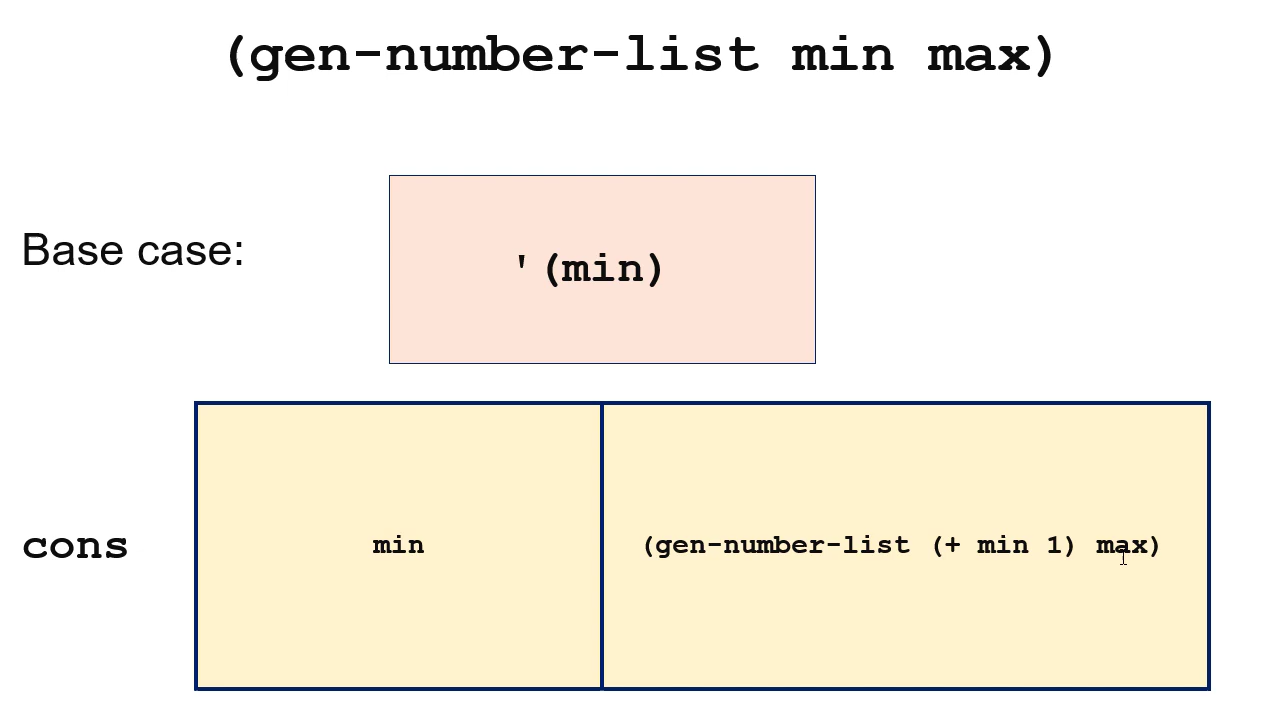 (gen-number-list min max)
Base case:
'(min)
cons
min
(gen-number-list (+ min 1) max)